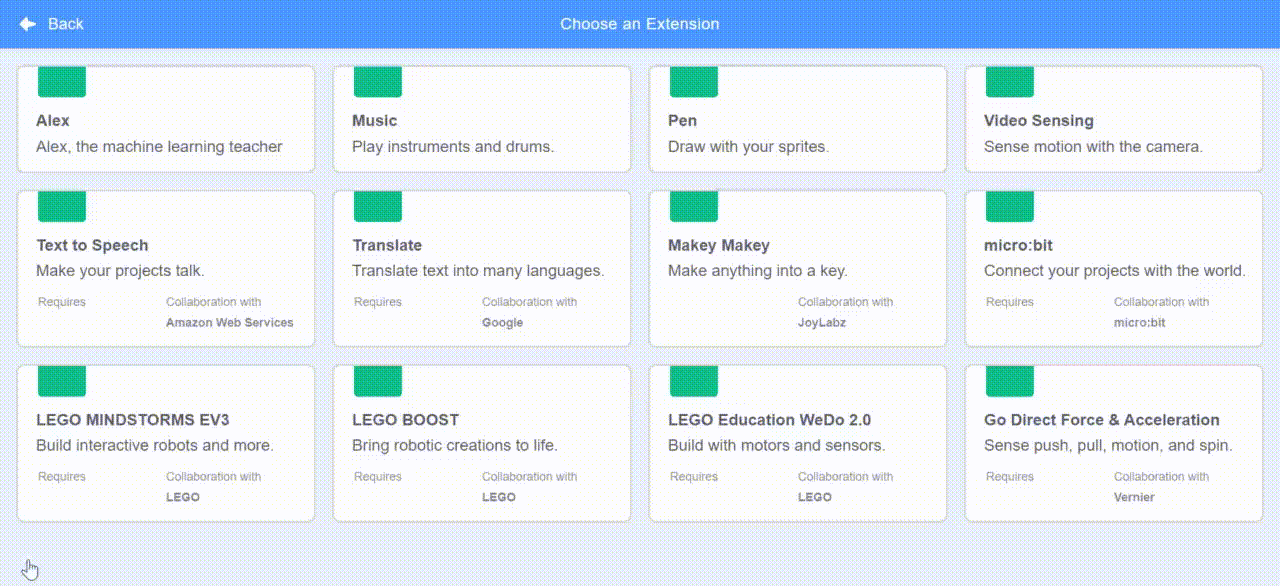 Back
Choose an Extension
Alex
Alex, the machine learning teacher
Music
Play instruments and drums.
Pen
Draw with your sprites.
Video Sensing
Sense motion with the camera.
Text to Speech
Make your projects talk.
Requires
Collaboration with
Amazon Web Services
Translate
Translate text into many languages.
Requires
Collaboration with
Google
Makey Makey
Make anything into a key.
Collaboration with
JoyLabz
micro:bit
Connect your projects with the world.
Requires
Collaboration with
micro:bit
LEGO MINDSTORMS EV3
Build interactive robots and more.
Requires
Collaboration with
LEGO
LEGO BOOST
Bring robotic creations to life.
Requires
Collaboration with
LEGO
LEGO Education WeDo 2.0
Build with motors and sensors.
Requires
Collaboration with
LEGO
Go Direct Force & Acceleration
Sense push, pull, motion, and spin.
Requires
Collaboration with
Vernier